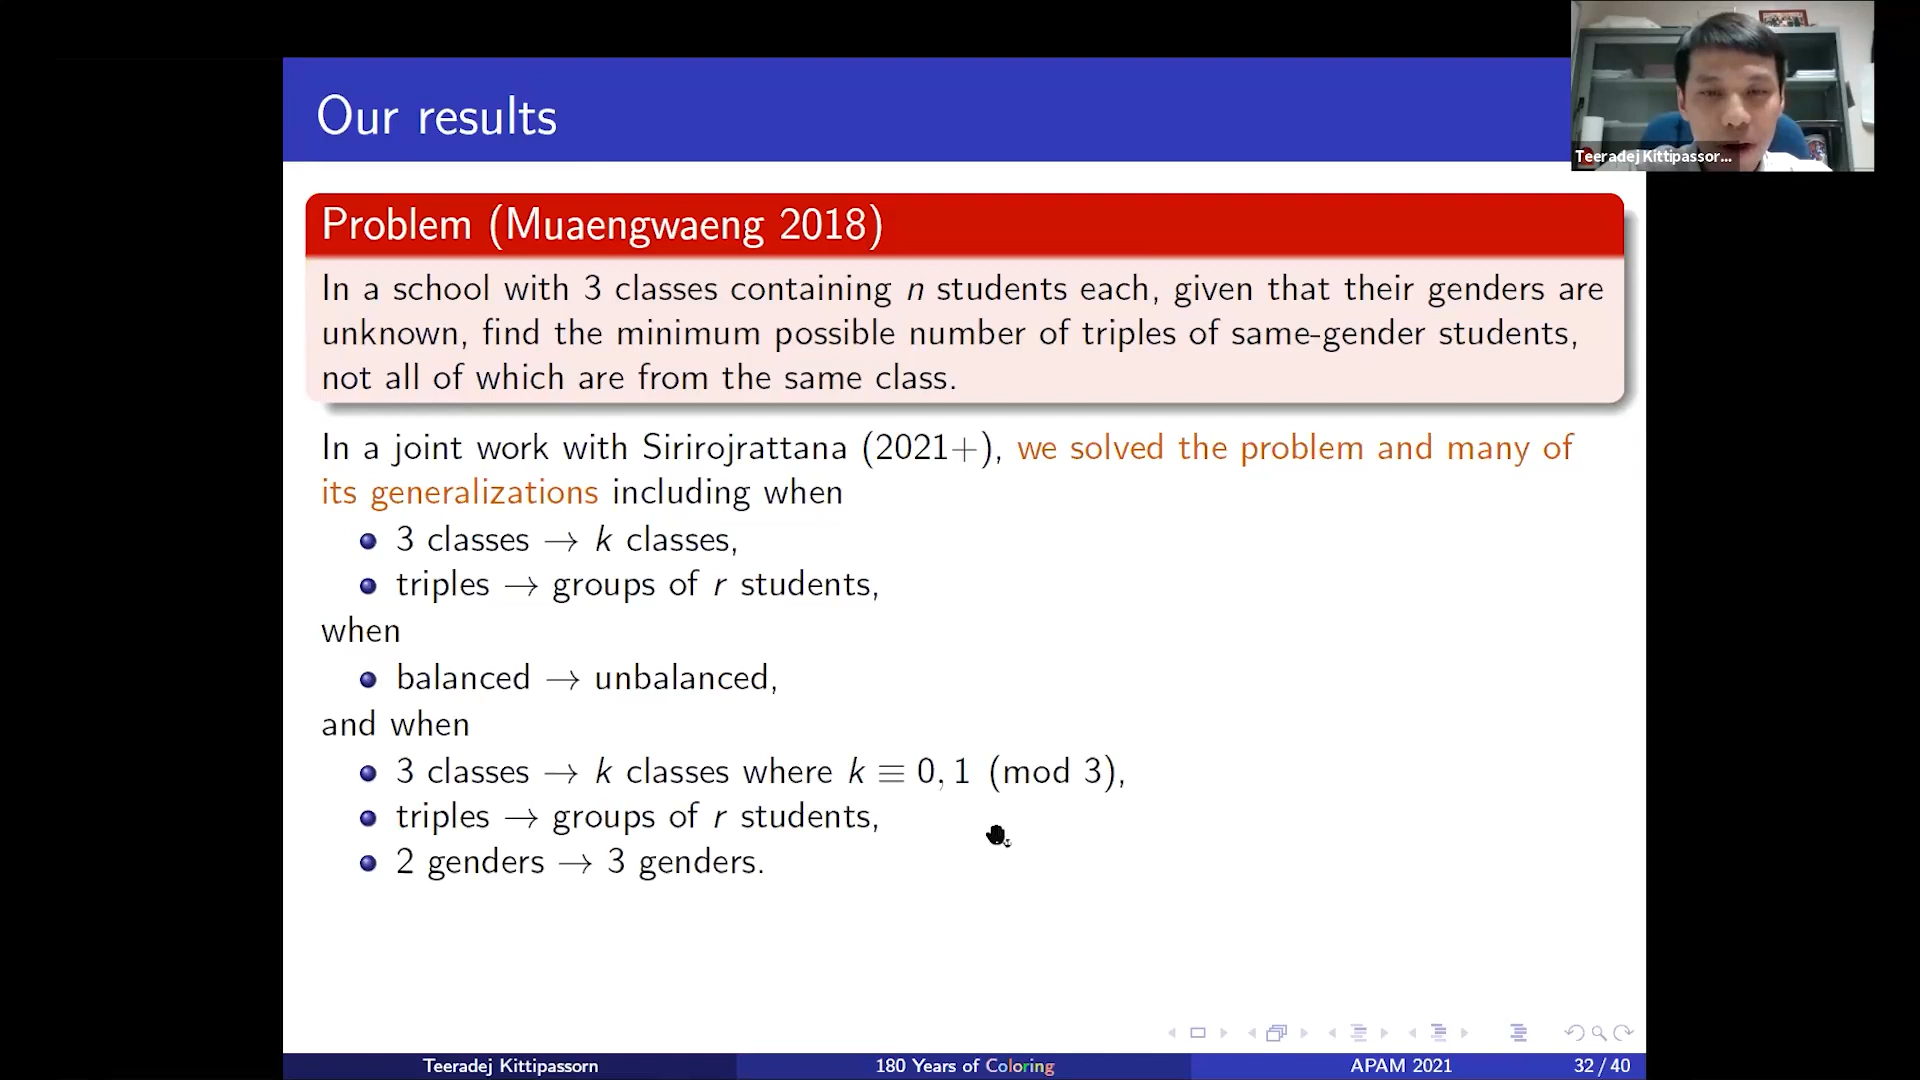 Our results
Teeradej Kittipassor...
Problem (Muaengwaeng 2018)
In a school with 3 classes containing n students each, given that their genders are
unknown, find the minimum possible number of triples of same-gender students,
not all of which are from the same class.
In a joint work with Sirirojrattana (2021+), we solved the problem and many of
its generalizations including when
3 classes → k classes,
triples → groups of r students,
when
balanced → unbalanced,
and when
3 classes → k classes where k ≡ 0, 1 (mod 3),
triples → groups of r students,
2 genders → 3 genders.
Teeradej Kittipassorn
180 Years of Coloring
APAM 2021
32 / 40